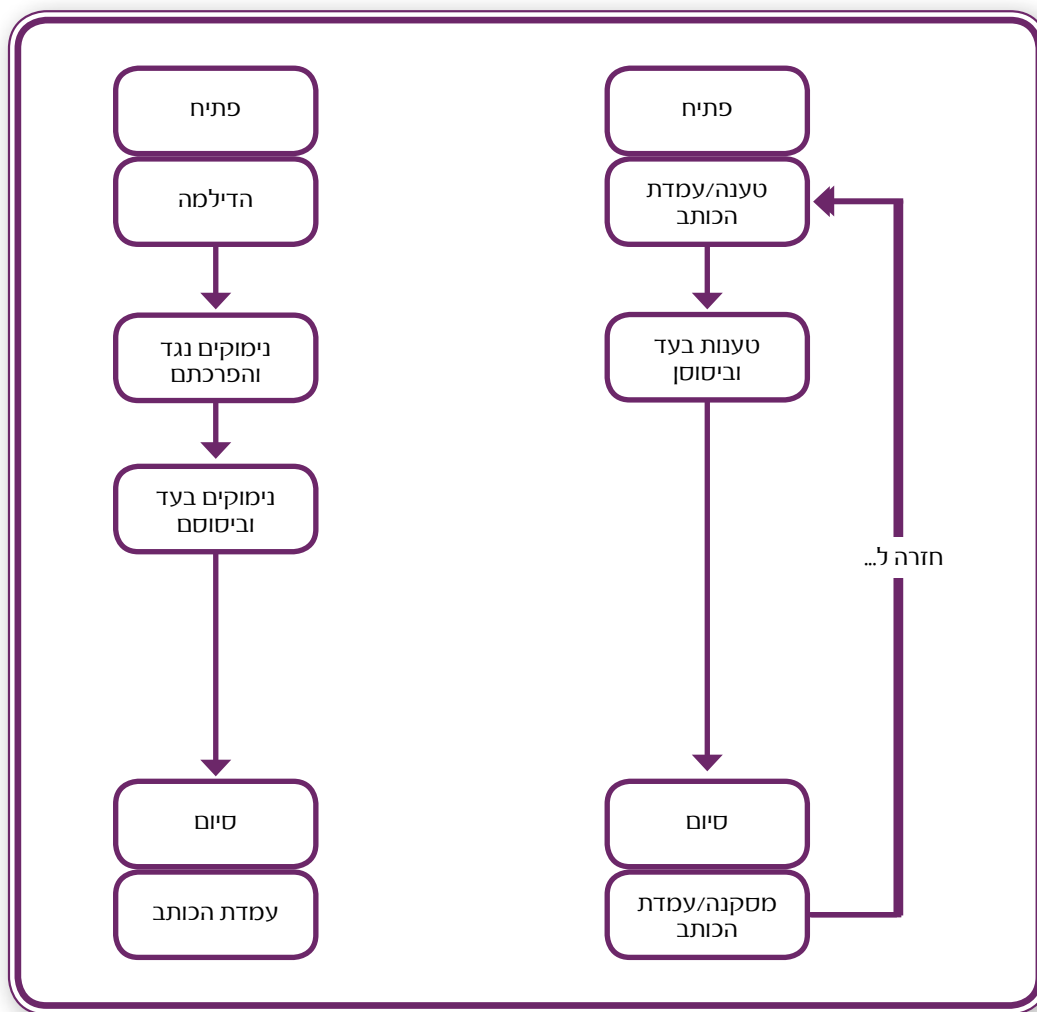 פתיח
טענה/עמדת
הכותב
טענות בעד
וביסוסן
חזרה ל...
סיום
מסקנה/עמדת
הכותב
פתיח
הדילמה
נימוקים נגד
והפרכתם
נימוקים בעד
וביסוסם
סיום
עמדת הכותב